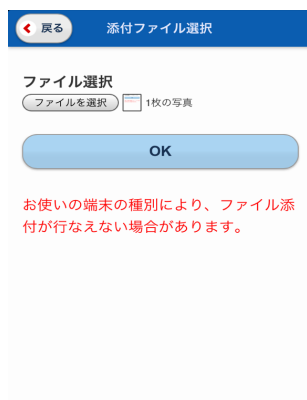 戻る
添付ファイル選択
ファイル選択
ファイルを選択 1枚の写真
OK
お使いの端末の種別により、ファイル添
付が行なえない場合があります。